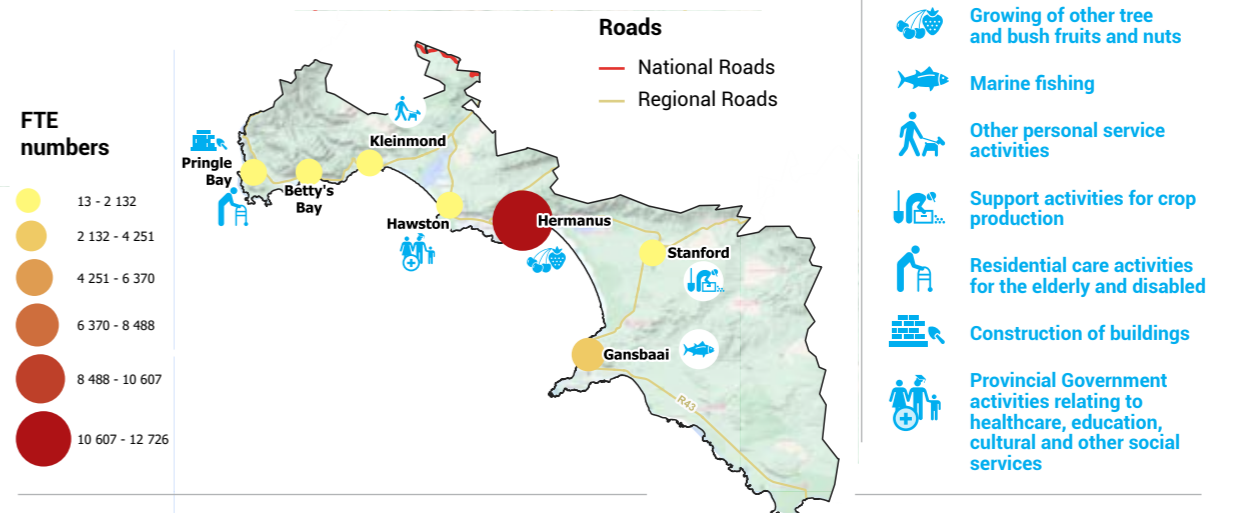 Roads
National Roads
Regional Roads
FTE
numbers
13 - 2 132
2 132 - 4 251
4 251 - 6 370
6 370 - 8 488
8 488 - 10 607
10 607 - 12 726
Kleinmond
Pringle
Bay
Betty's
Bay
Hawston
Hermanus
Stanford
Gansbaai
R43
Growing of other tree
and bush fruits and nuts
Marine fishing
Other personal service
activities
Support activities for crop
production
Residential care activities
for the elderly and disabled
Construction of buildings
Provincial Government
activities relating to
healthcare, education,
cultural and other social
services